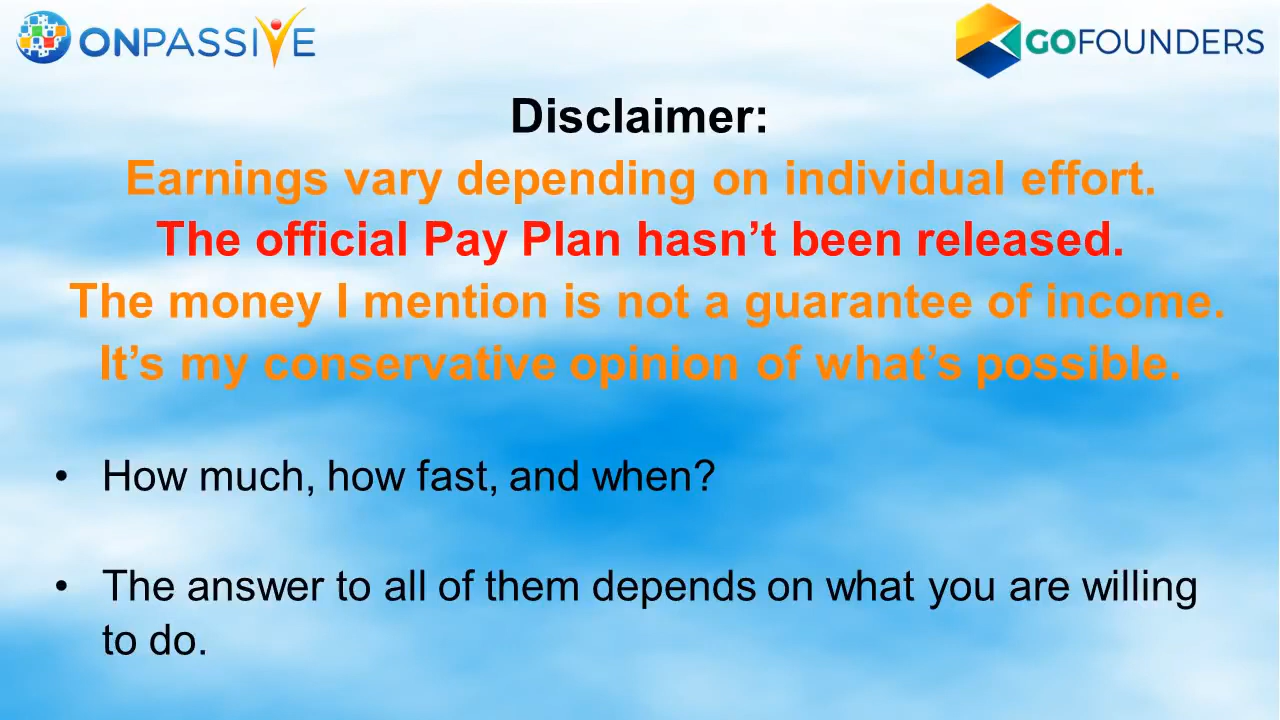 ONPASSIVE
GOFOUNDERS
Disclaimer:
Earnings vary depending on individual effort.
The official Pay Plan hasn’t been released.
The money I mention is not a guarantee of income.
It’s my conservative opinion of what’s possible.
• How much, how fast, and when?
• The answer to all of them depends on what you are willing
to do.